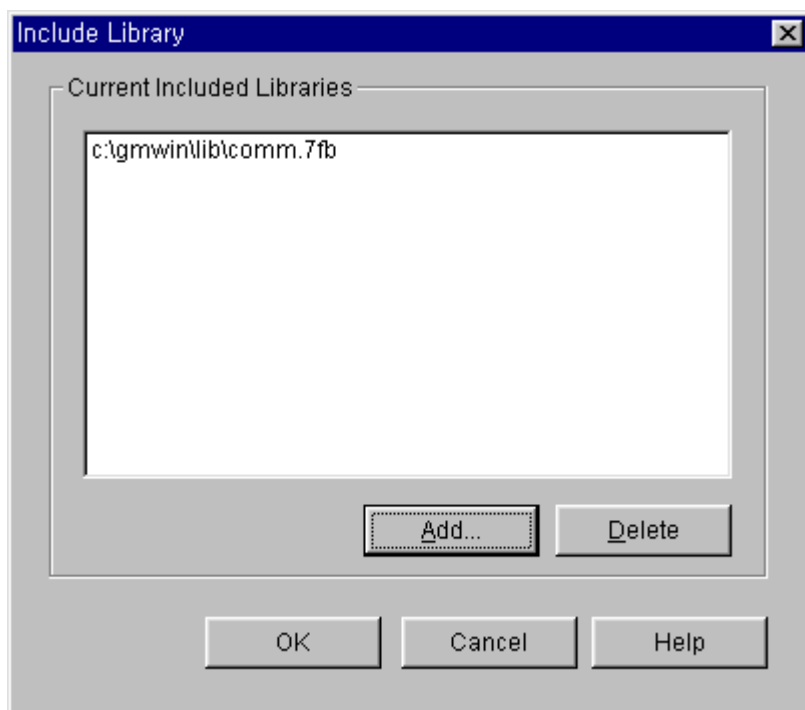 Include Library
Current Included Libraries
c:\gmwin\lib\comm.7fb
Add... Delete
OK Cancel Help